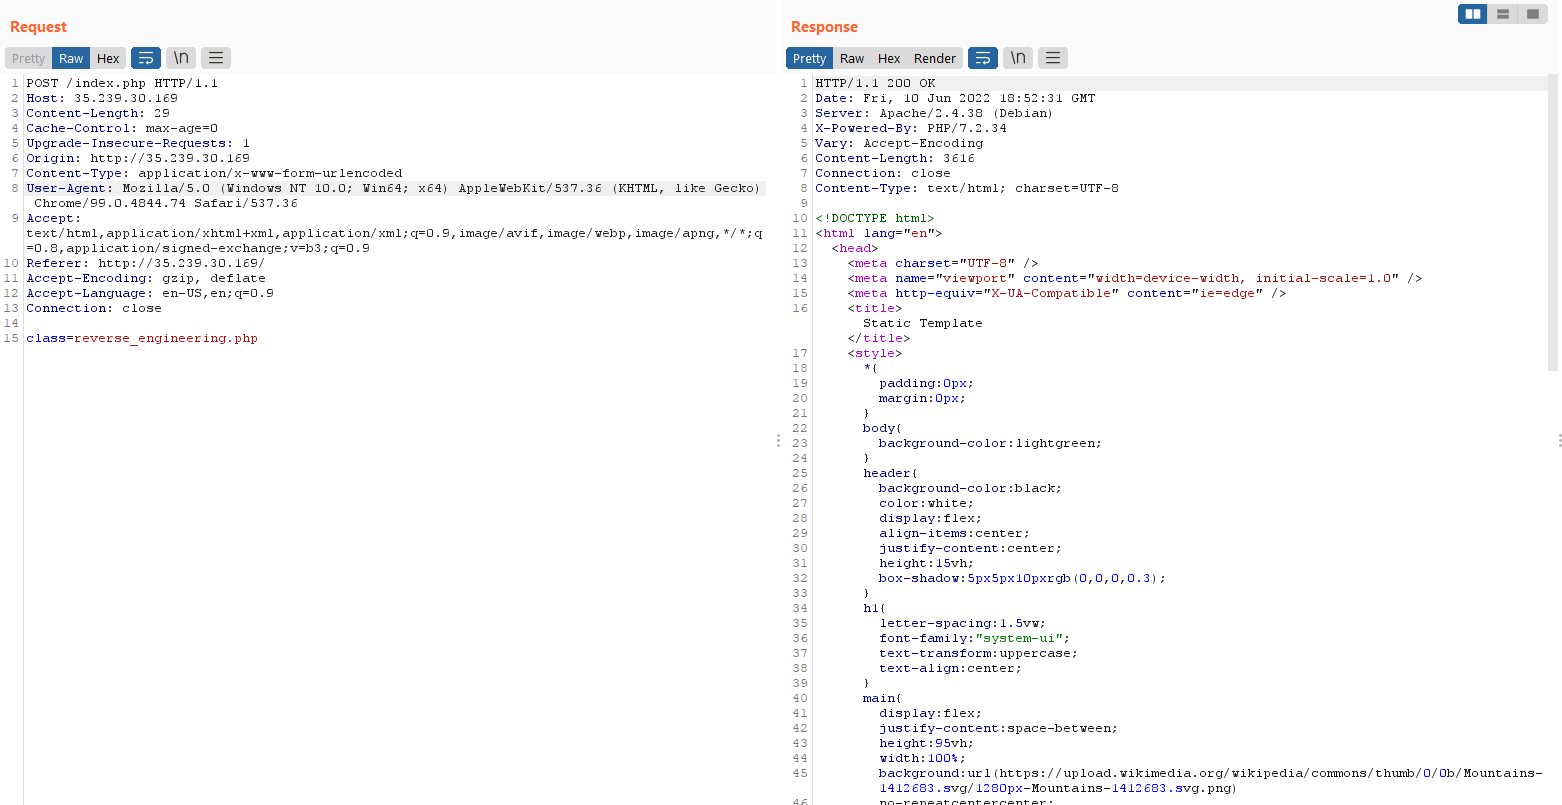 Request
Pretty Raw Hex \n
1 POST /index.php HTTP/1.1
2 Host: 35.239.30.169
3 Content-Length: 29
4 Cache-Control: max-age=0
5 Upgrade-Insecure-Requests: 1
6 Origin: http://35.239.30.169
7 Content-Type: application/x-www-form-urlencoded
8 User-Agent: Mozilla/5.0 (Windows NT 10.0; Win64; x64) AppleWebKit/537.36 (KHTML, like Gecko)
Chrome/99.0.4844.74 Safari/537.36
9 Accept:
text/html,application/xhtml+xml,application/xml;q=0.9,image/avif,image/webp,image/apng,*/*;q
=0.8,application/signed-exchange;v=b3;q=0.9
10 Referer: http://35.239.30.169/
11 Accept-Encoding: gzip, deflate
12 Accept-Language: en-US,en;q=0.9
13 Connection: close
14
15 class=reverse_engineering.php
Response
Pretty Raw Hex Render \n
1 HTTP/1.1 200 OK
2 Date: Fri, 10 Jun 2022 18:52:31 GMT
3 Server: Apache/2.4.38 (Debian)
4 X-Powered-By: PHP/7.2.34
5 Vary: Accept-Encoding
6 Content-Length: 3616
7 Connection: close
8 Content-Type: text/html; charset=UTF-8
9
10 <!DOCTYPE html>
11 <html lang="en">
12 <head>
13 <meta charset="UTF-8" />
14 <meta name="viewport" content="width=device-width, initial-scale=1.0" />
15 <meta http-equiv="X-UA-Compatible" content="ie=edge" />
16 <title>
Static Template
</title>
17 <style>
18 *{
19 padding:0px;
20 margin:0px;
21 }
22 body{
23 background-color:lightgreen;
24 }
25 header{
26 background-color:black;
27 color:white;
28 display:flex;
29 align-items:center;
30 justify-content:center;
31 height:15vh;
32 box-shadow:5px5px10pxrgb(0,0,0,0.3);
33 }
34 h1{
35 letter-spacing:1.5vw;
36 font-family:"system-ui";
37 text-transform:uppercase;
38 text-align:center;
39 }
40 main{
41 display:flex;
42 justify-content:space-between;
43 height:95vh;
44 width:100%;
45 background:url(https://upload.wikimedia.org/wikipedia/commons/thumb/0/0b/Mountains-
1412683.svg/1280px-Mountains-1412683.svg.png)
46 no-repeatcentercenter;